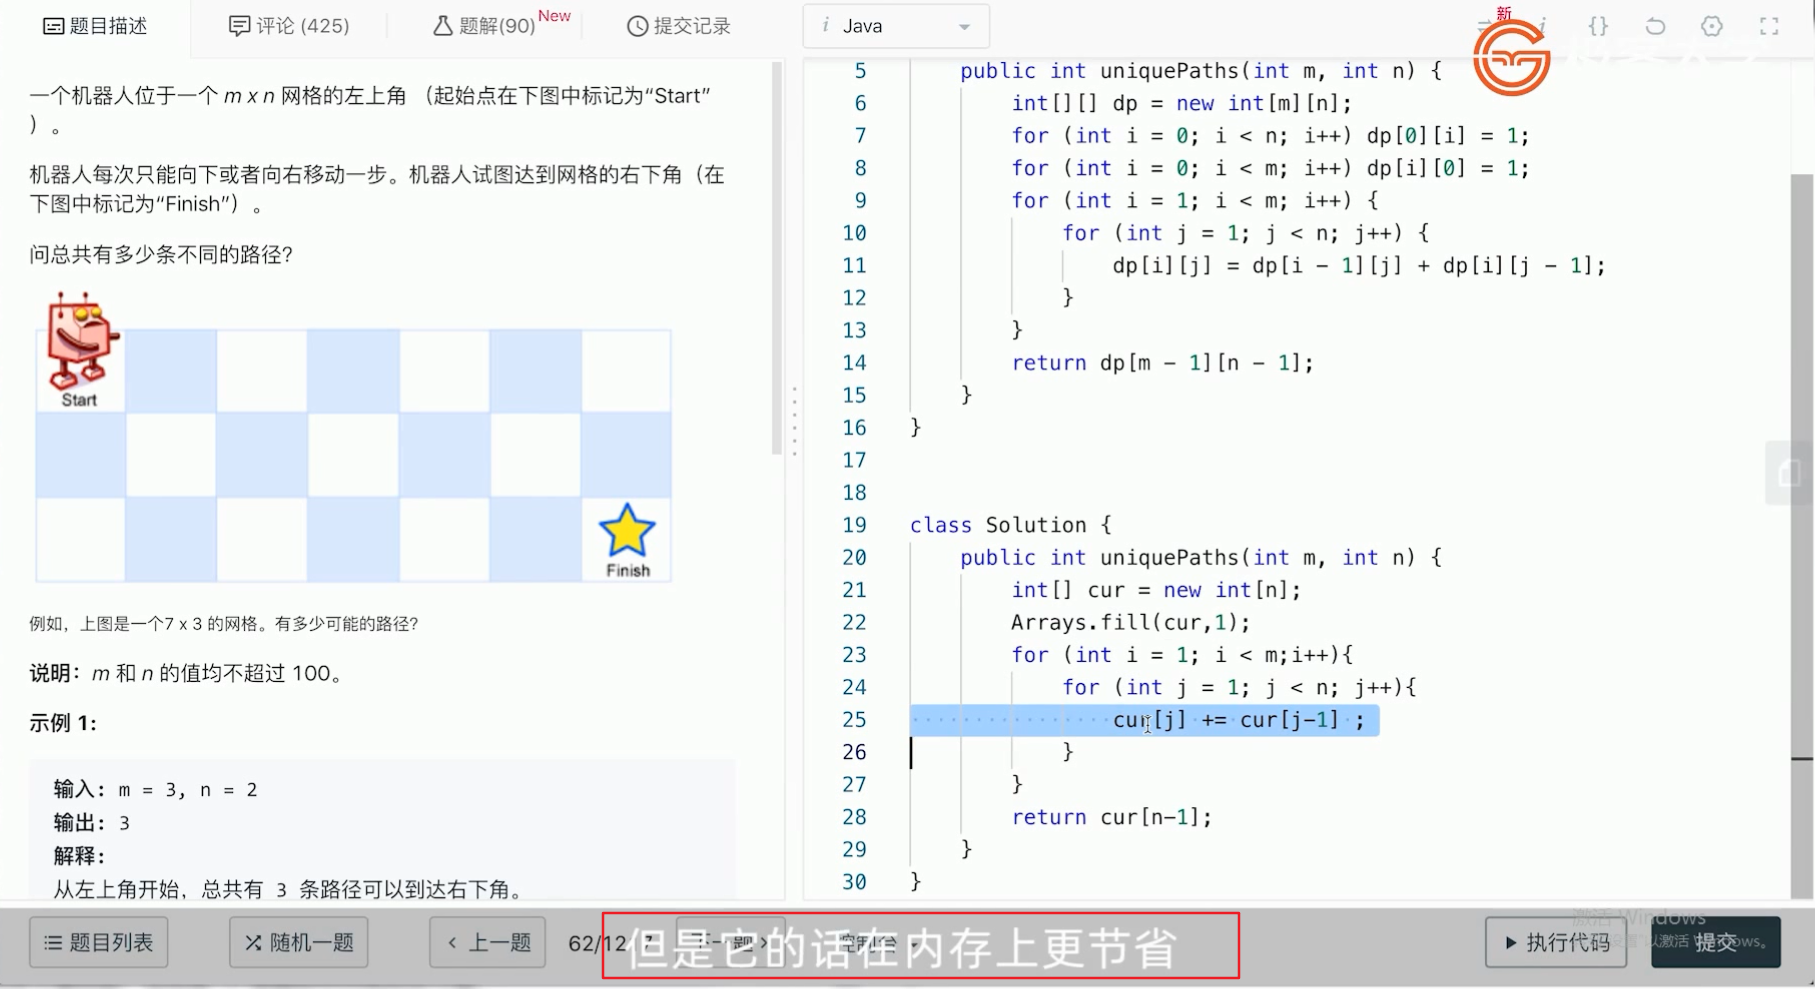 题目描述
评论 (425)
题解(90)
New
提交记录
i Java
新
一个机器人位于一个 m x n 网格的左上角 （起始点在下图中标记为“Start”
）。
机器人每次只能向下或者向右移动一步。机器人试图达到网格的右下角（在
下图中标记为“Finish”）。
问总共有多少条不同的路径？
Start
Finish
例如，上图是一个7 x 3 的网格。有多少可能的路径？
说明：m 和 n 的值均不超过 100。
示例 1:
输入: m = 3, n = 2
输出: 3
解释:
从左上角开始，总共有 3 条路径可以到达右下角。
5 public int uniquePaths(int m, int n) {
6 int[][] dp = new int[m][n];
7 for (int i = 0; i < n; i++) dp[0][i] = 1;
8 for (int i = 0; i < m; i++) dp[i][0] = 1;
9 for (int i = 1; i < m; i++) {
10 for (int j = 1; j < n; j++) {
11 dp[i][j] = dp[i - 1][j] + dp[i][j - 1];
12 }
13 }
14 return dp[m - 1][n - 1];
15 }
16 }
17
18
19 class Solution {
20 public int uniquePaths(int m, int n) {
21 int[] cur = new int[n];
22 Arrays.fill(cur,1);
23 for (int i = 1; i < m;i++){
24 for (int j = 1; j < n; j++){
25 cur[j] += cur[j-1] ;
26 }
27 }
28 return cur[n-1];
29 }
30 }
题目列表
随机一题
上一题
62/12
但是它的话在内存上更节省
执行代码
提交
激活 Windows